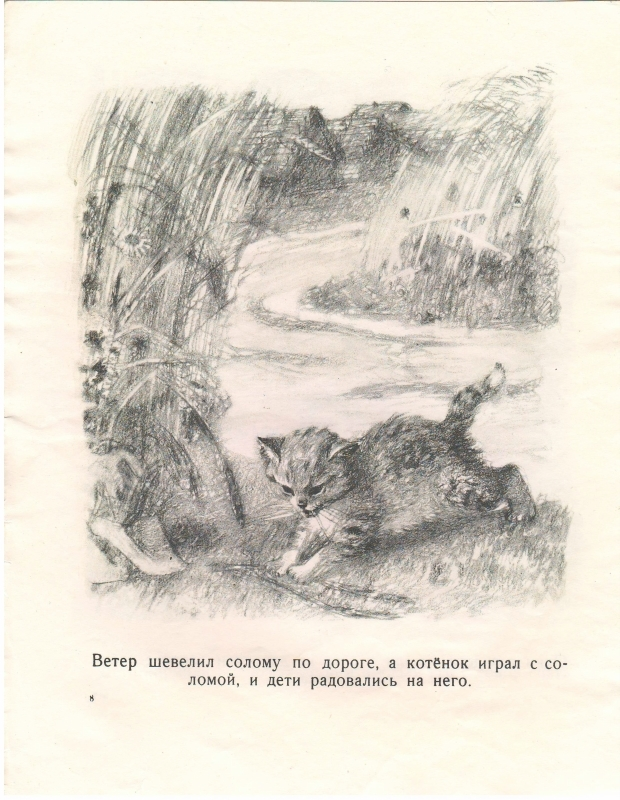 Ветер шевелил солому по дороге, а котёнок играл с со-
ломой, и дети радовались на него.
8